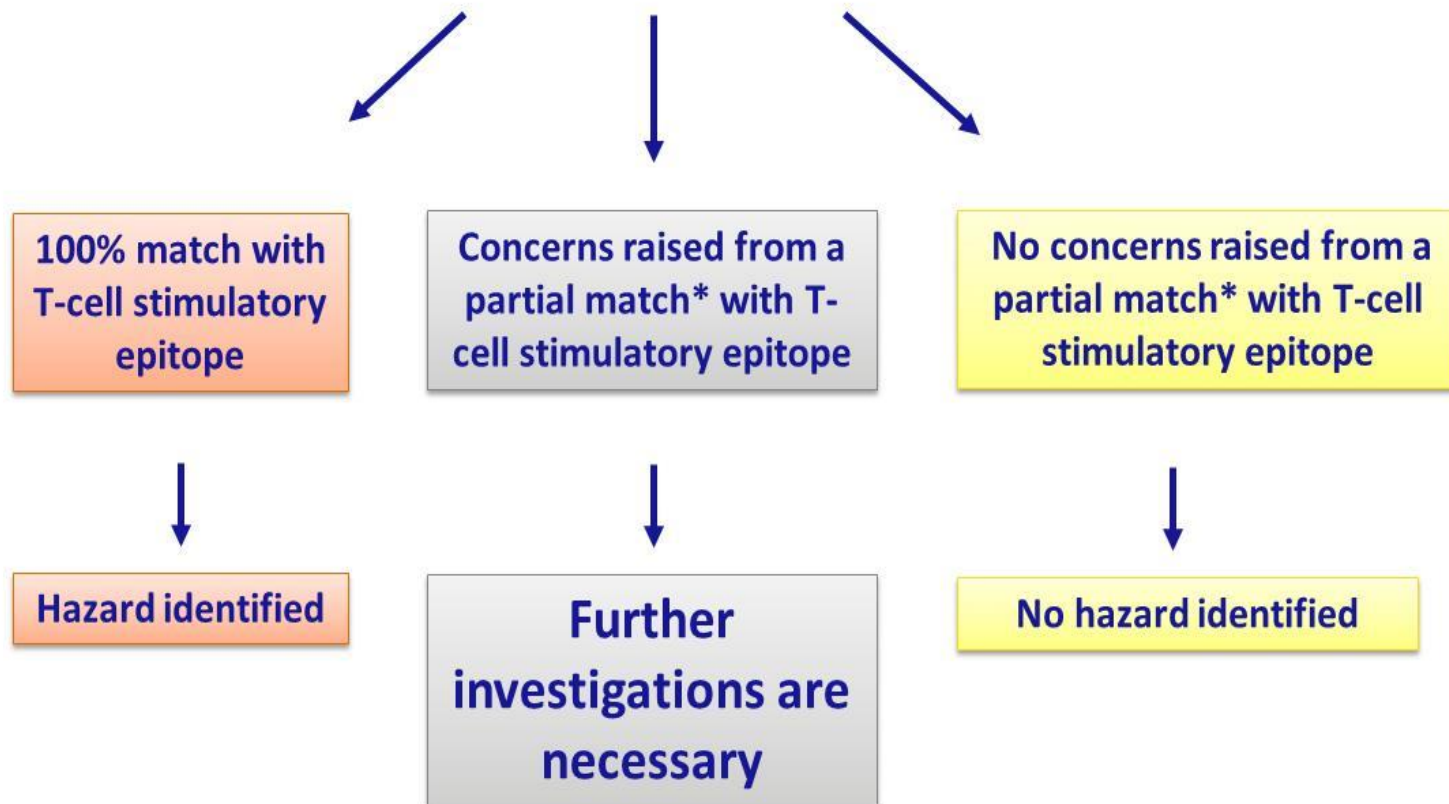 100% match with
T-cell stimulatory
epitope
Concerns raised from a
partial match* with T-
cell stimulatory epitope
No concerns raised from a
partial match* with T-cell
stimulatory epitope
Hazard identified
Further
investigations are
necessary
No hazard identified